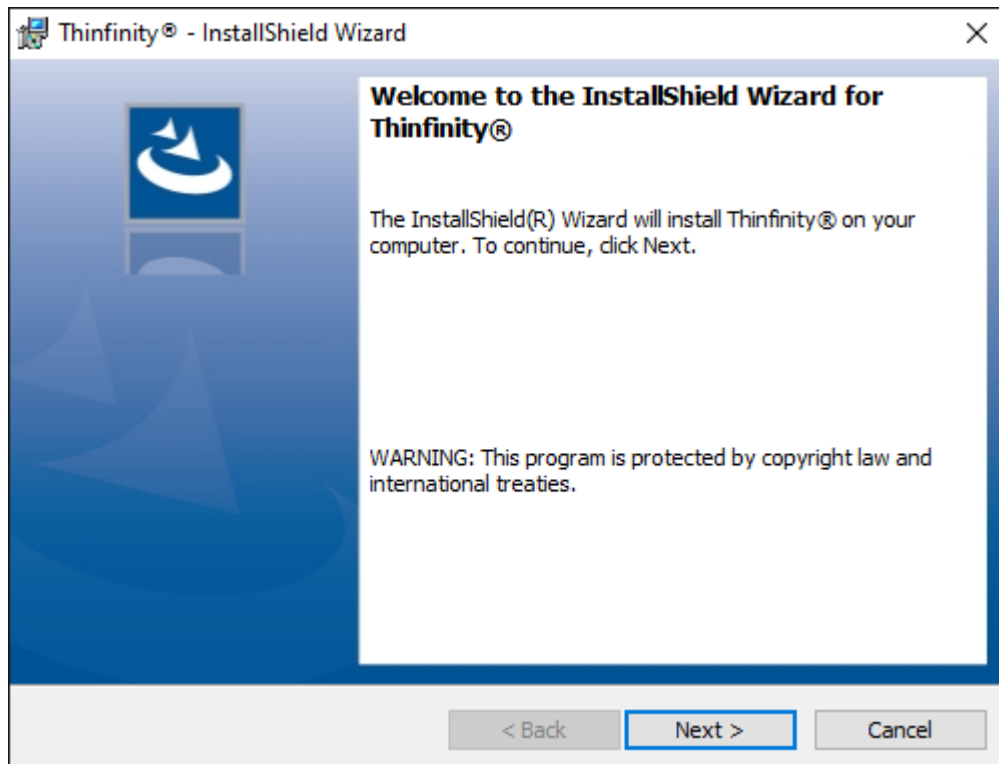 Thinfinity® - InstallShield Wizard
Welcome to the InstallShield Wizard for
Thinfinity®
The InstallShield(R) Wizard will install Thinfinity® on your
computer. To continue, click Next.
WARNING: This program is protected by copyright law and
international treaties.
< Back Next > Cancel